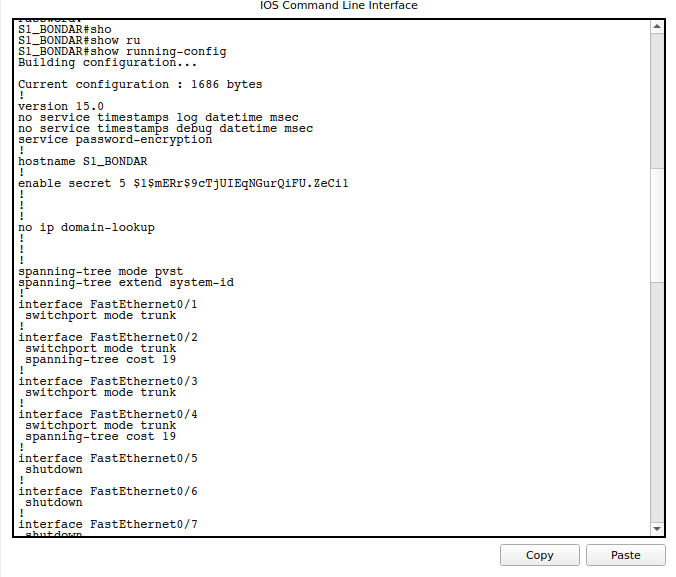 IOS Command Line Interface
Password:
S1_BONDAR#sho
S1_BONDAR#show ru
S1_BONDAR#show running-config
Building configuration...
Current configuration : 1686 bytes
!
version 15.0
no service timestamps log datetime msec
no service timestamps debug datetime msec
service password-encryption
!
hostname S1_BONDAR
!
enable secret 5 $1$mERr$9cTjUIEqNGurQiFU.ZeCi1
!
!
!
no ip domain-lookup
!
!
!
spanning-tree mode pvst
spanning-tree extend system-id
!
interface FastEthernet0/1
switchport mode trunk
!
interface FastEthernet0/2
switchport mode trunk
spanning-tree cost 19
!
interface FastEthernet0/3
switchport mode trunk
!
interface FastEthernet0/4
switchport mode trunk
spanning-tree cost 19
!
interface FastEthernet0/5
shutdown
!
interface FastEthernet0/6
shutdown
!
interface FastEthernet0/7
shutdown
Copy
Paste